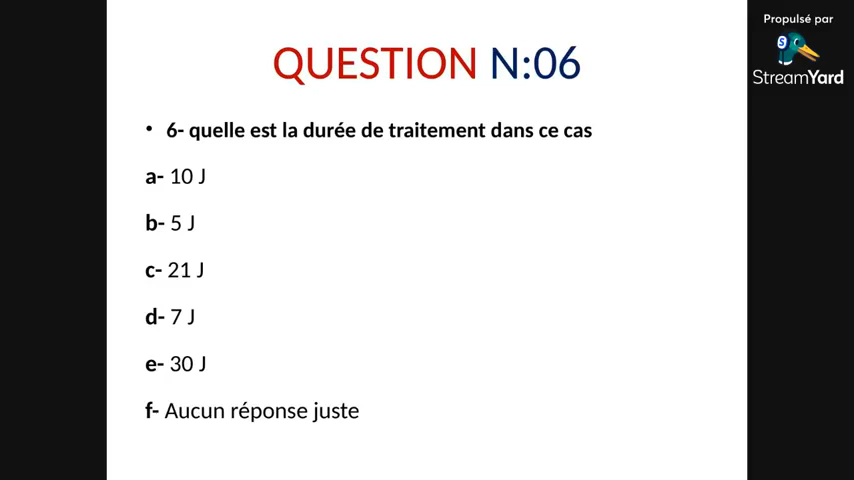 Propulsé par
StreamYard
QUESTION N:06
• 6- quelle est la durée de traitement dans ce cas
a- 10 J
b- 5 J
c- 21 J
d- 7 J
e- 30 J
f- Aucun réponse juste